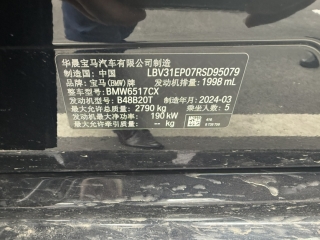 华晨宝马汽车有限公司制造
制造国：中国 LBV31EP07RSD95079
品牌：宝马(BMW)牌 发动机排量：1998 mL
整车型号：BMW6517CX
发动机型号：B48B20T 制造年月：2024-03
最大允许总质量：2790 kg 乘坐人数：5
发动机最大净功率：190 kW
最大允许牵引总质量：-- kg